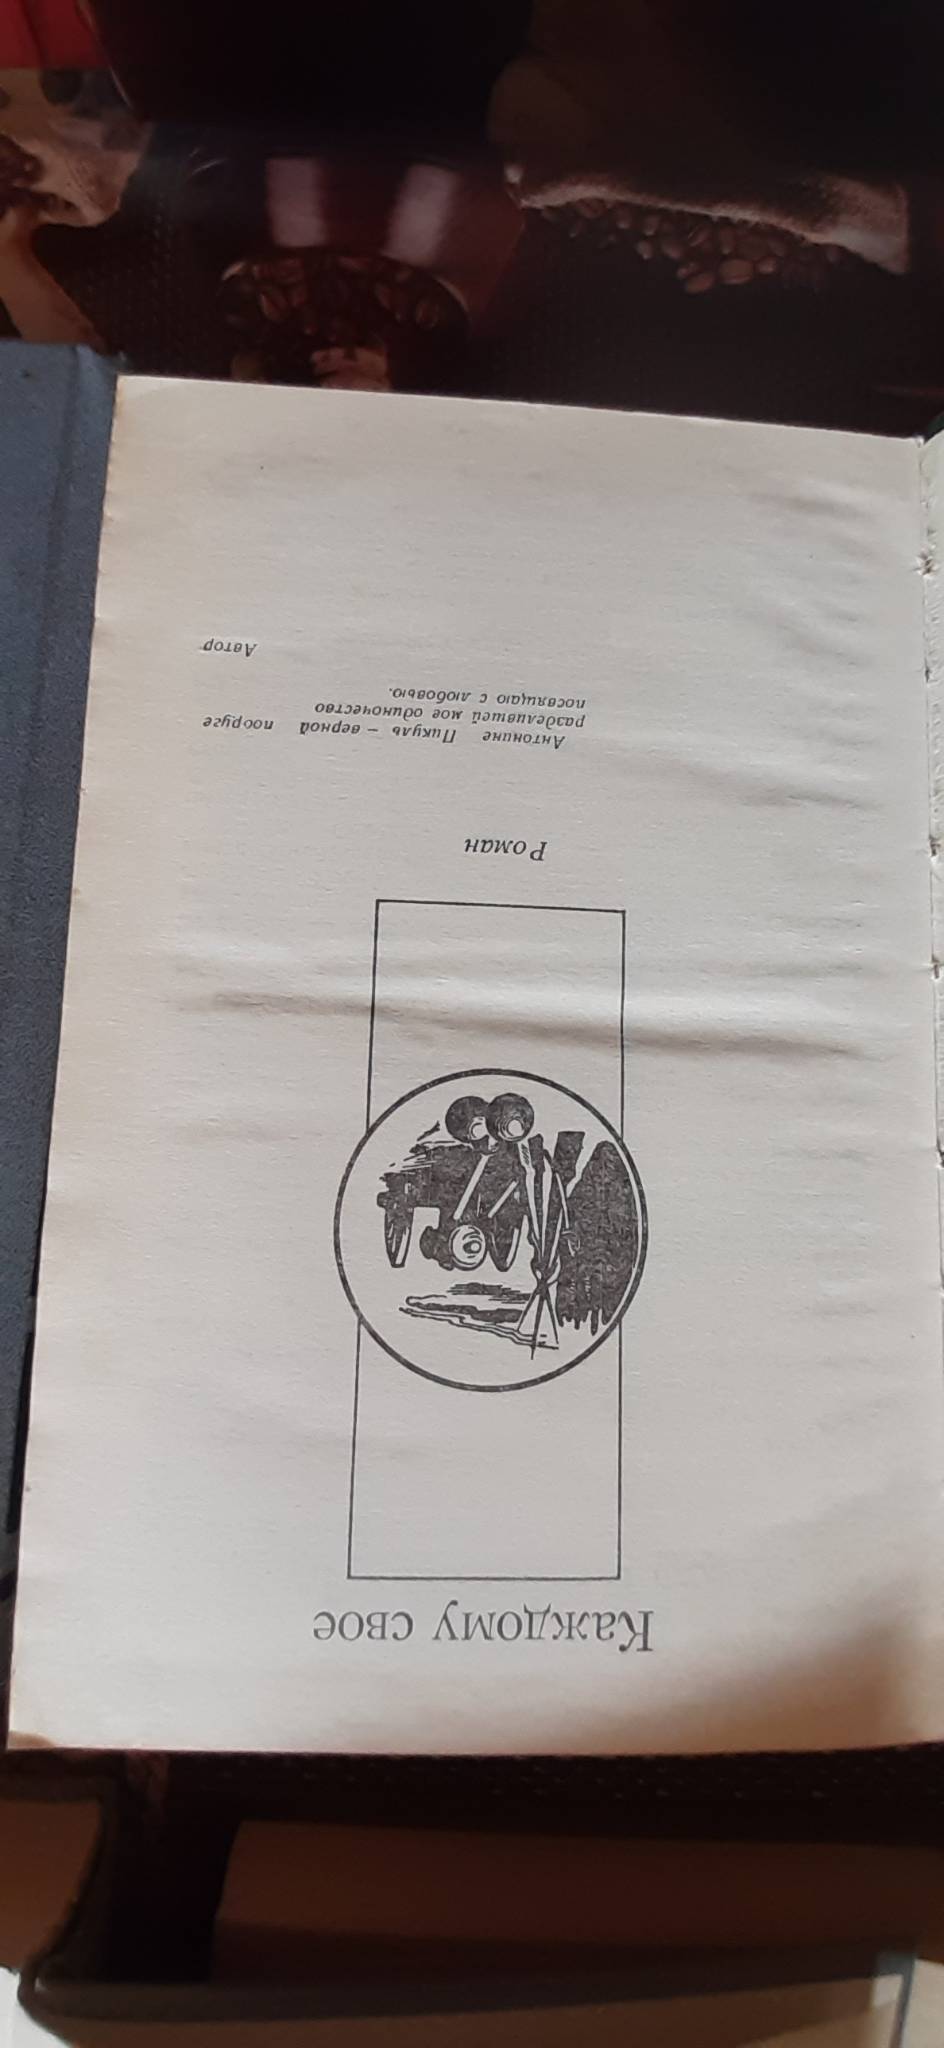 Каждому свое
Роман
Антонине Пикуль – верной подруге
разделившей мое одиночество
посвящаю с любовью.
Автор